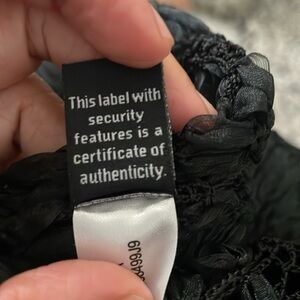 This label with
security
features is a
certificate of
authenticity.